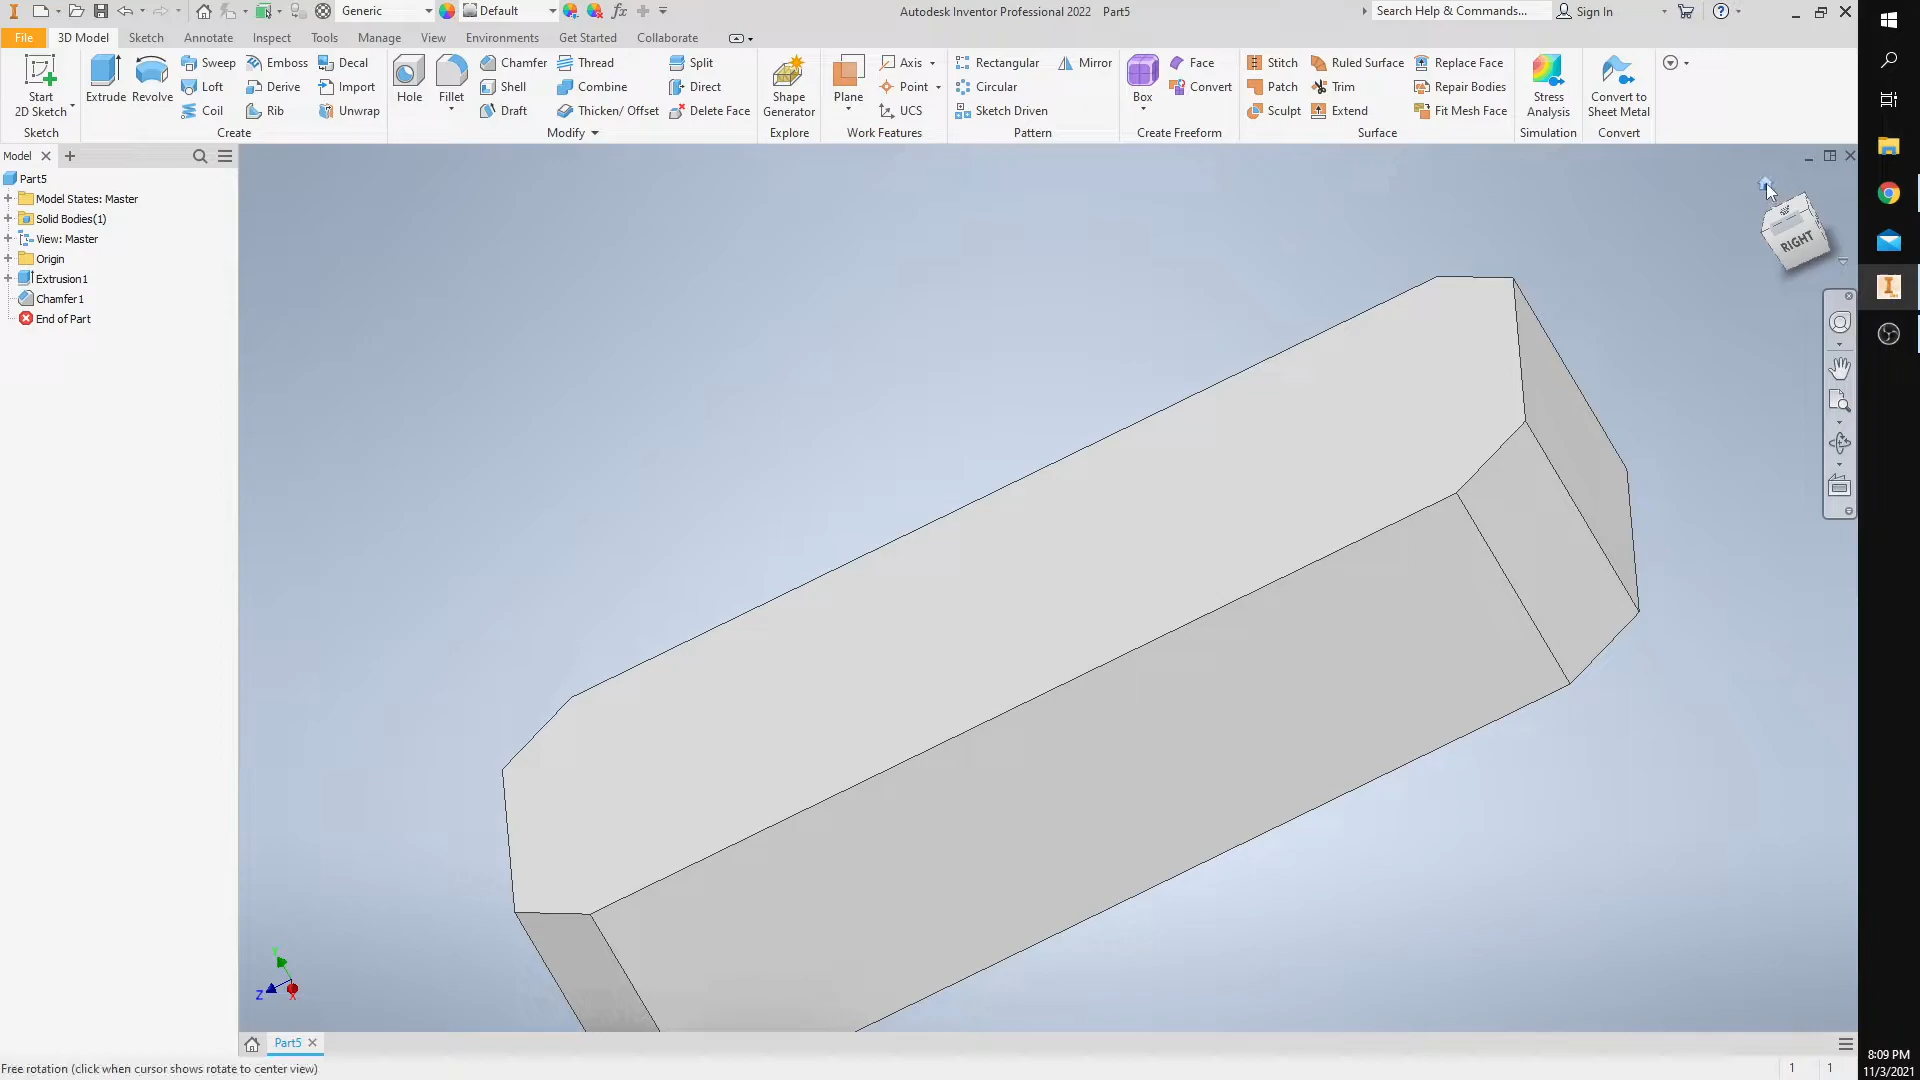 Generic
Default
Autodesk Inventor Professional 2022 Part5
Search Help & Commands...
Sign In
File 3D Model Sketch Annotate Inspect Tools Manage View Environments Get Started Collaborate
Start
2D Sketch
Sketch
Extrude Revolve
Sweep Emboss Decal
Loft Derive Import
Coil Rib Unwrap
Create
Hole Fillet
Chamfer Thread Split
Shell Combine Direct
Draft Thicken/ Offset Delete Face
Modify
Shape
Generator
Explore
Plane
Axis
Point
UCS
Work Features
Rectangular Mirror
Circular
Sketch Driven
Pattern
Box
Face
Convert
Create Freeform
Stitch Ruled Surface Replace Face
Patch Trim Repair Bodies
Sculpt Extend Fit Mesh Face
Surface
Stress
Analysis
Simulation
Convert to
Sheet Metal
Convert
Model
Part5
Model States: Master
Solid Bodies(1)
View: Master
Origin
Extrusion1
Chamfer1
End of Part
RIGHT
Y
Z
X
Part5
Free rotation (click when cursor shows rotate to center view)
1 1
8:09 PM
11/3/2021